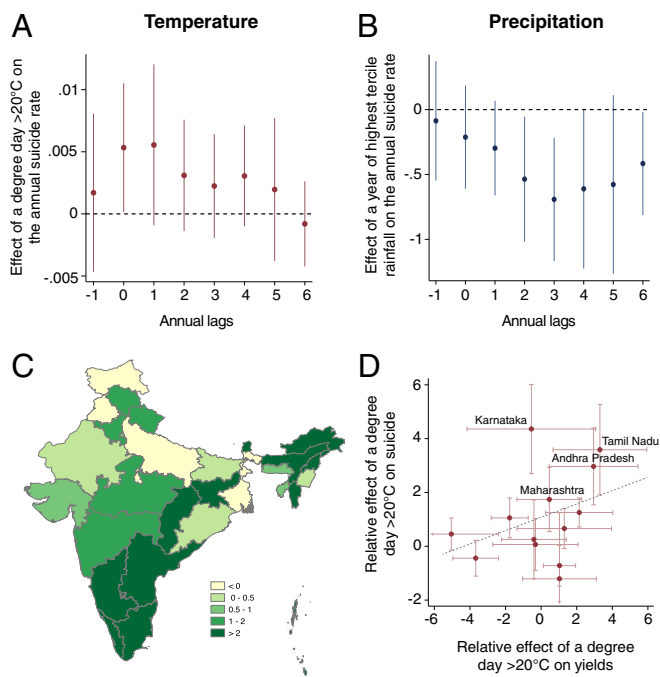 A
Temperature
Effect of a degree day >20°C on
the annual suicide rate
.01
.005
0
-.005
-1 0 1 2 3 4 5 6
Annual lags
B
Precipitation
Effect of a year of highest tercile
rainfall on the annual suicide rate
0
-.5
-1
-1 0 1 2 3 4 5 6
Annual lags
C
< 0
0 - 0.5
0.5 - 1
1 - 2
> 2
D
Relative effect of a degree
day >20°C on suicide
6
4
2
0
-2
Karnataka
Tamil Nadu
Andhra Pradesh
Maharashtra
-6 -4 -2 0 2 4 6
Relative effect of a degree
day >20°C on yields